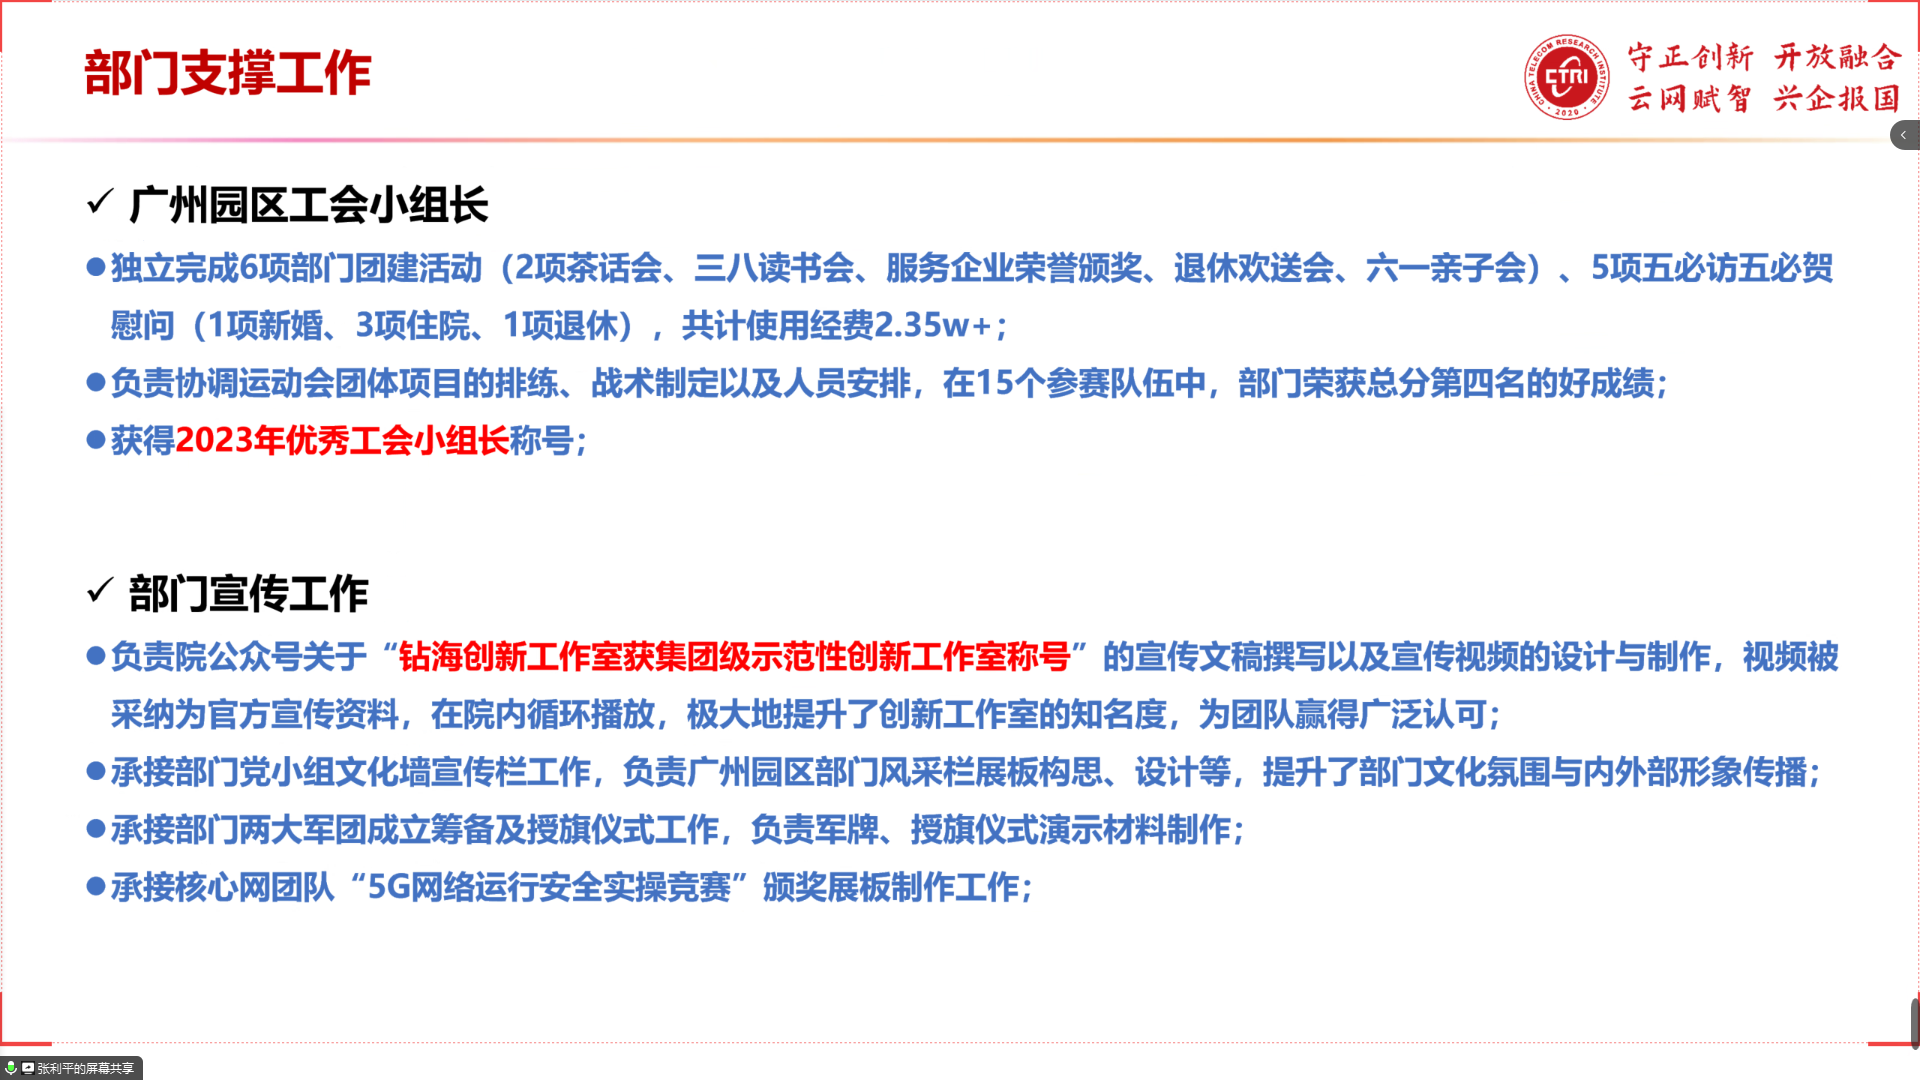 部门支撑工作
CHINA TELECOM RESEARCH INSTITUTE
CTRI
2020
守正创新 开放融合
云网赋智 兴企报国
✓ 广州园区工会小组长
●独立完成6项部门团建活动（2项茶话会、三八读书会、服务企业荣誉颁奖、退休欢送会、六一亲子会）、5项五必访五必贺
慰问（1项新婚、3项住院、1项退休），共计使用经费2.35w+；
●负责协调运动会团体项目的排练、战术制定以及人员安排，在15个参赛队伍中，部门荣获总分第四名的好成绩；
●获得2023年优秀工会小组长称号；
✓ 部门宣传工作
●负责院公众号关于“钻海创新工作室获集团级示范性创新工作室称号”的宣传文稿撰写以及宣传视频的设计与制作，视频被
采纳为官方宣传资料，在院内循环播放，极大地提升了创新工作室的知名度，为团队赢得广泛认可；
●承接部门党小组文化墙宣传栏工作，负责广州园区部门风采栏展板构思、设计等，提升了部门文化氛围与内外部形象传播；
●承接部门两大军团成立筹备及授旗仪式工作，负责军牌、授旗仪式演示材料制作；
●承接核心网团队“5G网络运行安全实操竞赛”颁奖展板制作工作；
张利平的屏幕共享